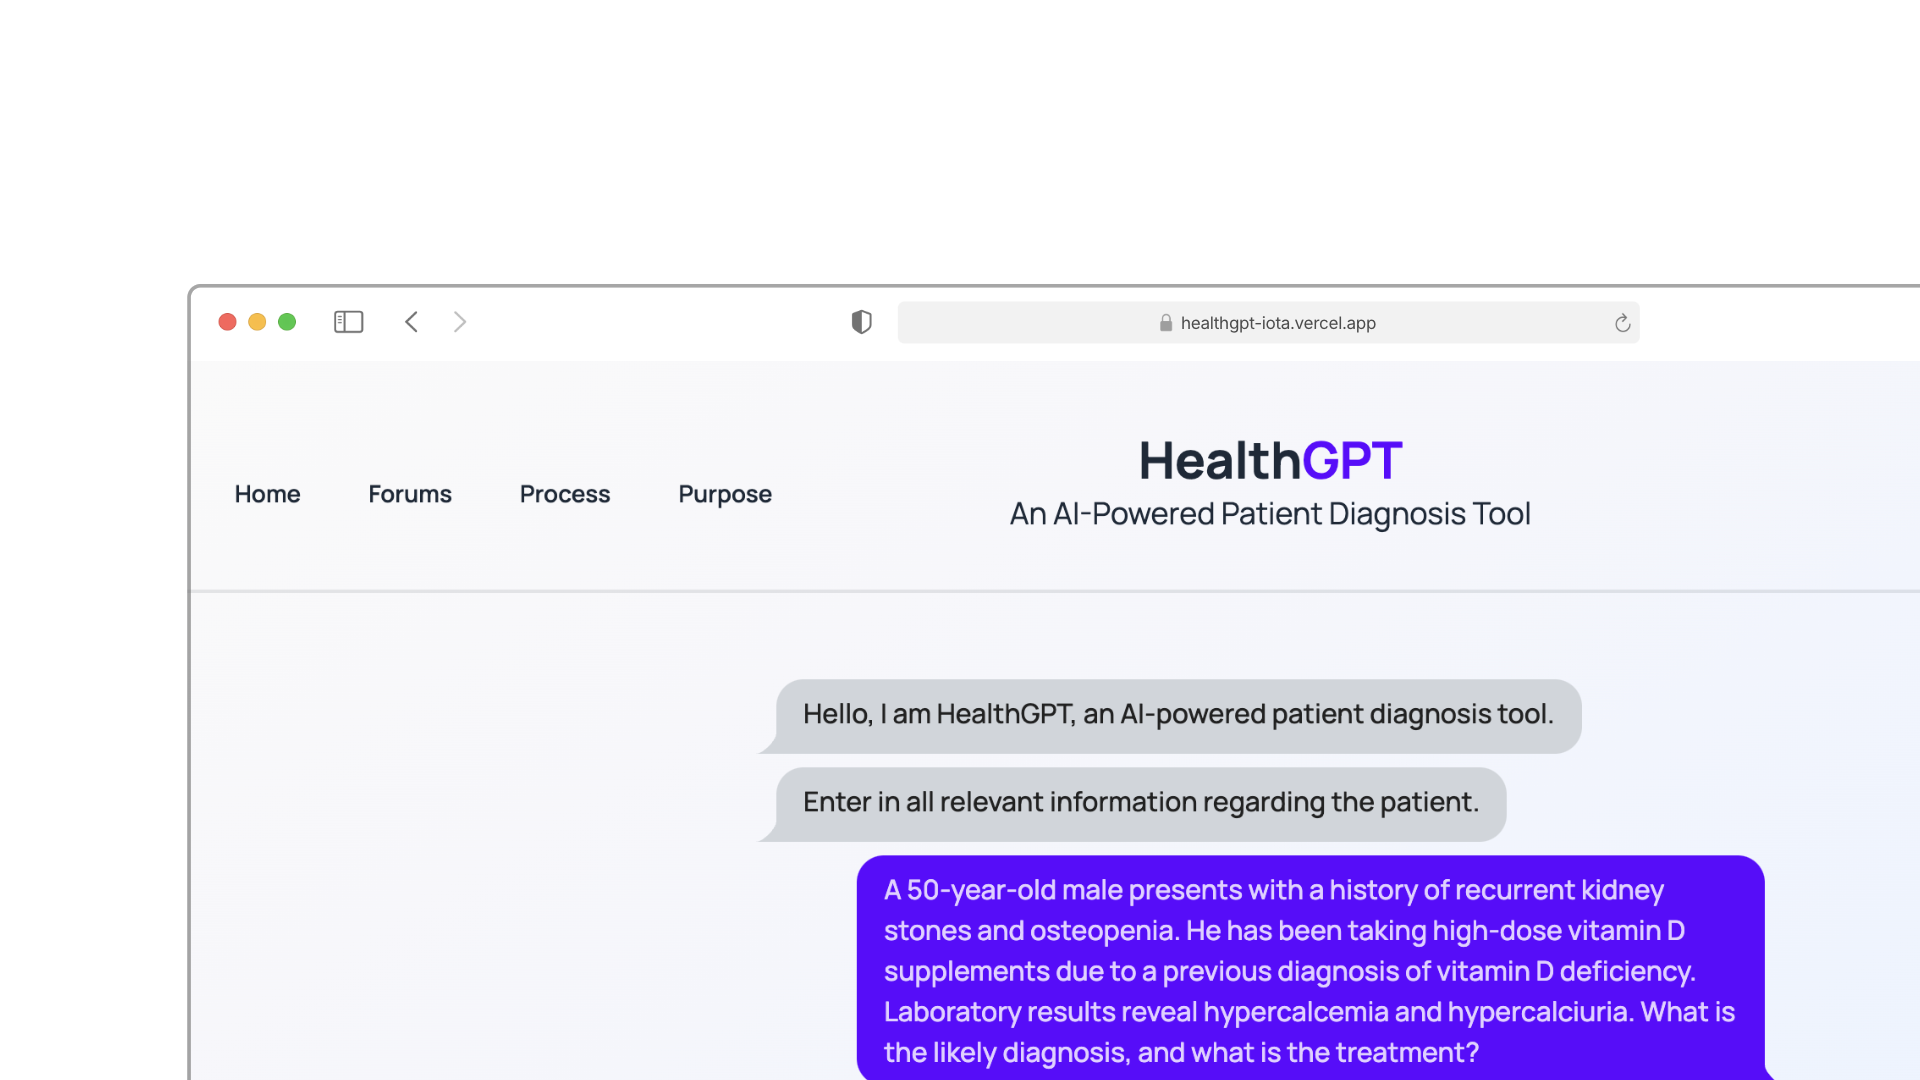 healthgpt-iota.vercel.app
HealthGPT
An AI-Powered Patient Diagnosis Tool
Home Forums Process Purpose
Hello, I am HealthGPT, an AI-powered patient diagnosis tool.
Enter in all relevant information regarding the patient.
A 50-year-old male presents with a history of recurrent kidney
stones and osteopenia. He has been taking high-dose vitamin D
supplements due to a previous diagnosis of vitamin D deficiency.
Laboratory results reveal hypercalcemia and hypercalciuria. What is
the likely diagnosis, and what is the treatment?